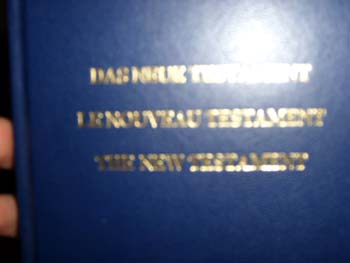 DAS NEUE TESTAMENT
LE NOUVEAU TESTAMENT
THE NEW TESTAMENT